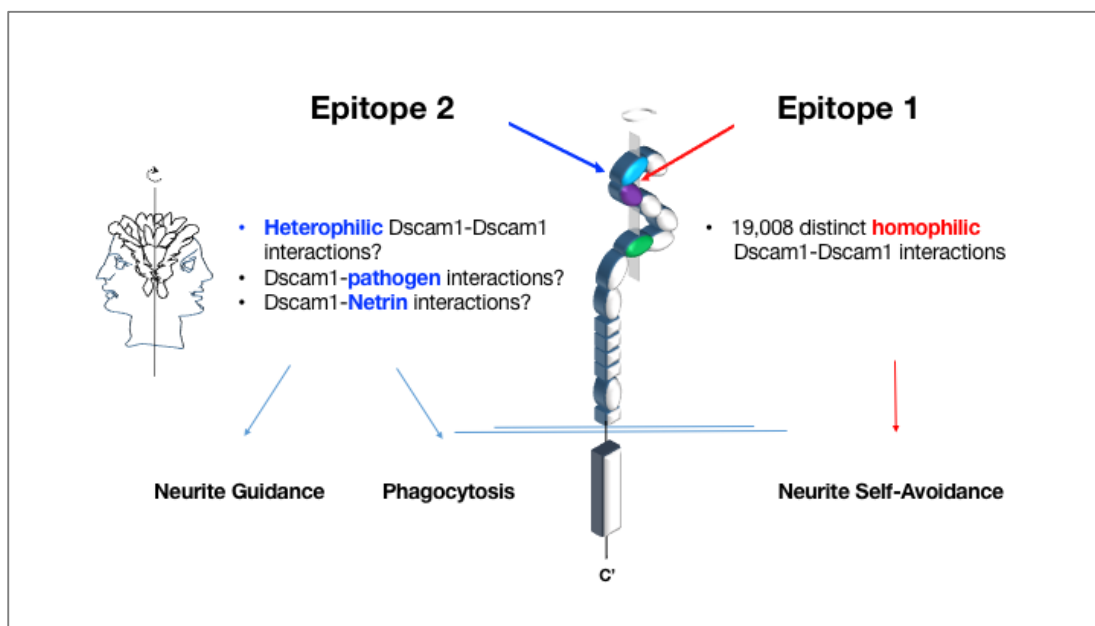 Epitope 2
Epitope 1
• Heterophilic Dscam1-Dscam1
interactions?
• Dscam1-pathogen interactions?
• Dscam1-Netrin interactions?
• 19,008 distinct homophilic
Dscam1-Dscam1 interactions
Neurite Guidance
Phagocytosis
Neurite Self-Avoidance
C'